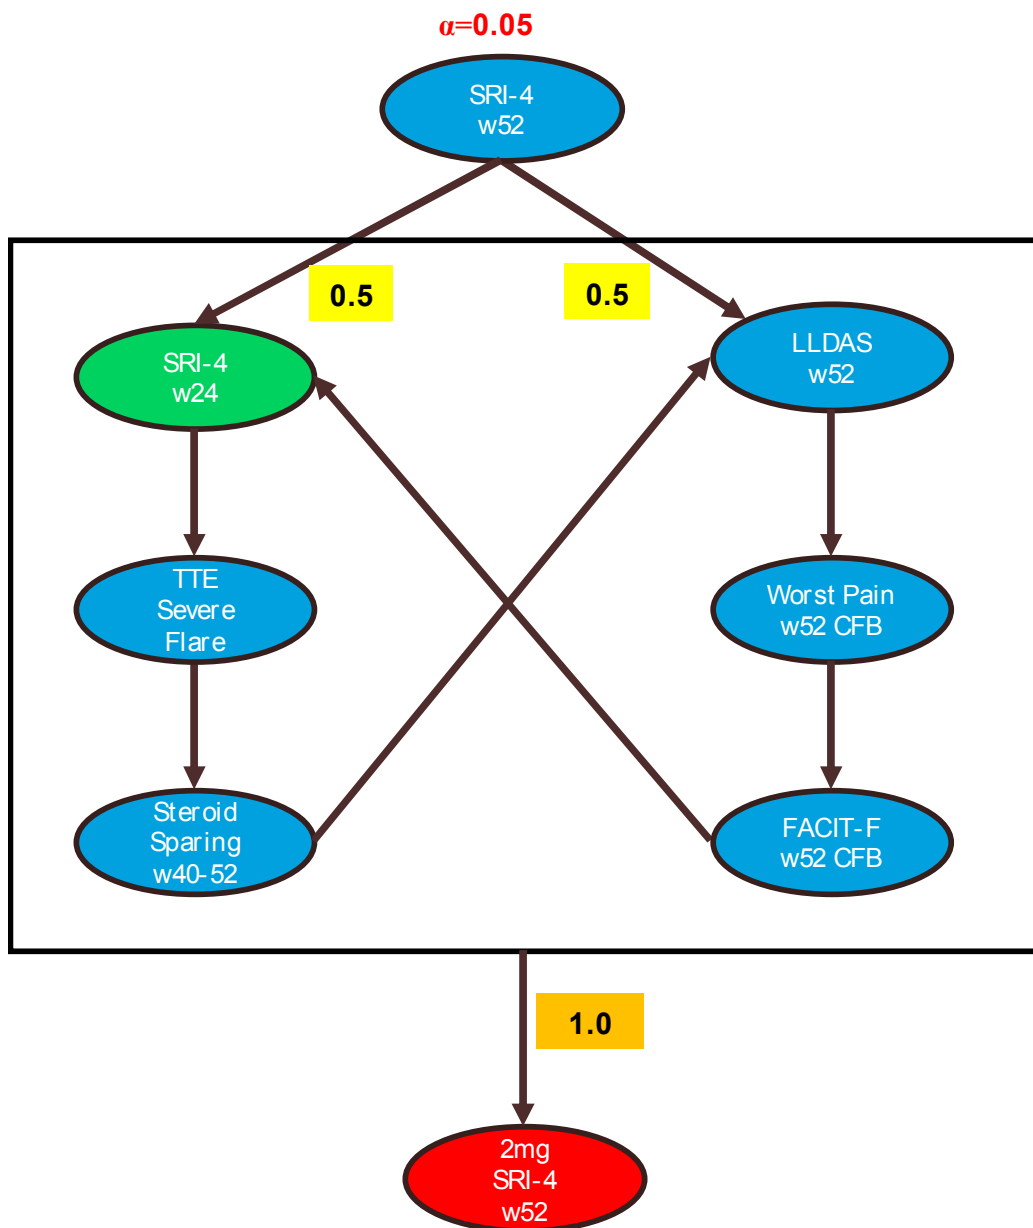 α=0.05
SRI-4
w52
0.5
0.5
SRI-4
w24
LLDAS
w52
TTE
Severe
Flare
Worst Pain
w52 CFB
Steroid
Sparing
w40-52
FACIT-F
w52 CFB
1.0
2mg
SRI-4
w52